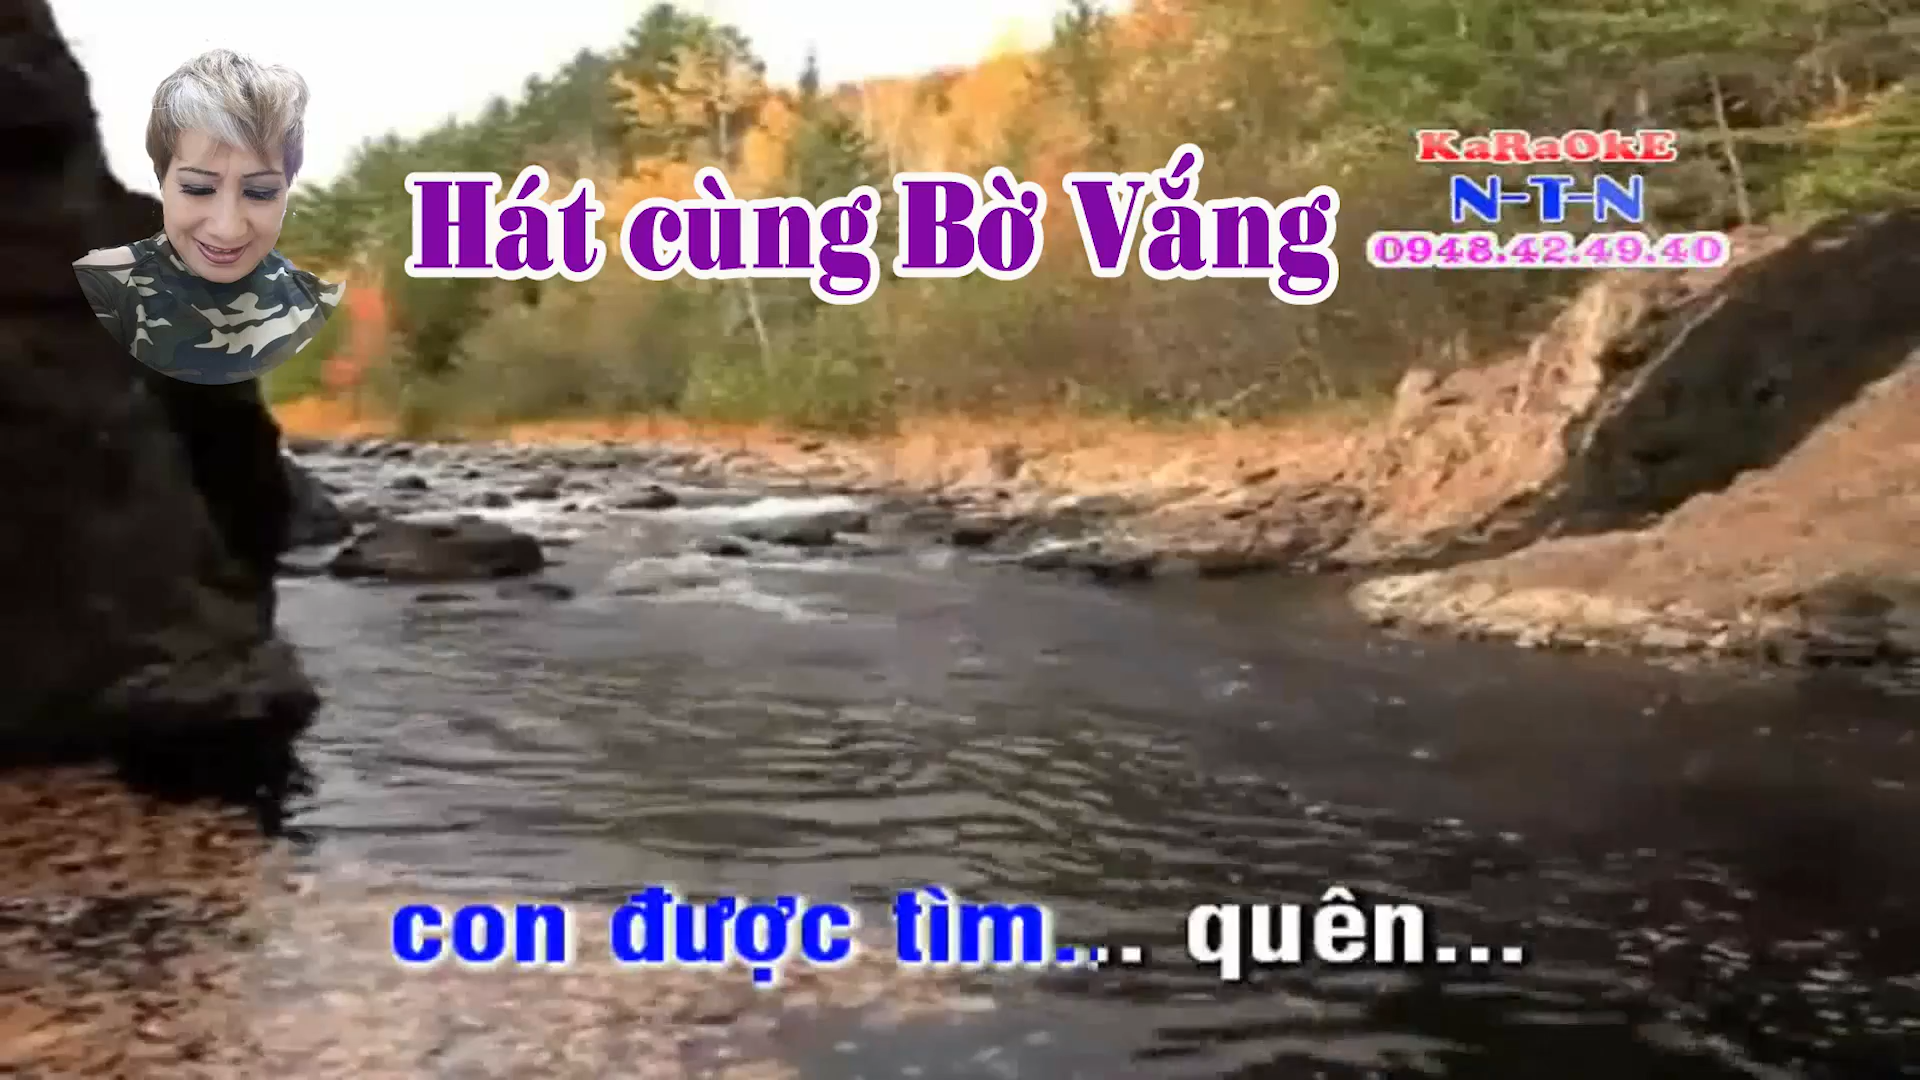 Hát cùng Bờ Vắng
KaRaOkE
N-T-N
0948.42.49.40
con được tìm... quên...